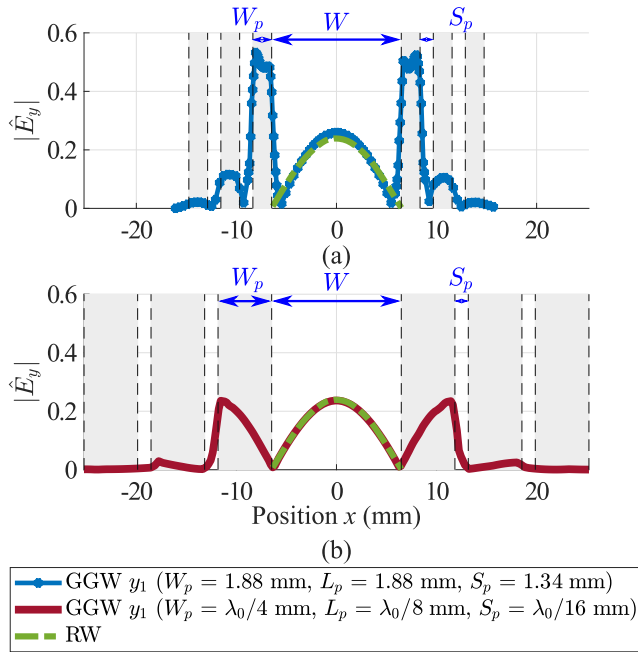 W_p W S_p
0.6
0.4
0.2
0
|Ê_y|
-20 -10 0 10 20
(a)
W_p W S_p
0.6
0.4
0.2
0
|Ê_y|
-20 -10 0 10 20
Position x (mm)
(b)
GGW y_1 (W_p = 1.88 mm, L_p = 1.88 mm, S_p = 1.34 mm)
GGW y_1 (W_p = λ_0/4 mm, L_p = λ_0/8 mm, S_p = λ_0/16 mm)
RW